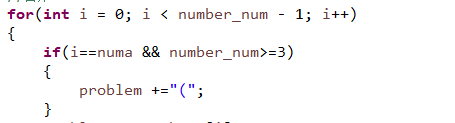 for(int i = 0; i < number_num - 1; i++)
{
if(i==numa && number_num>=3)
{
problem +="(";
}